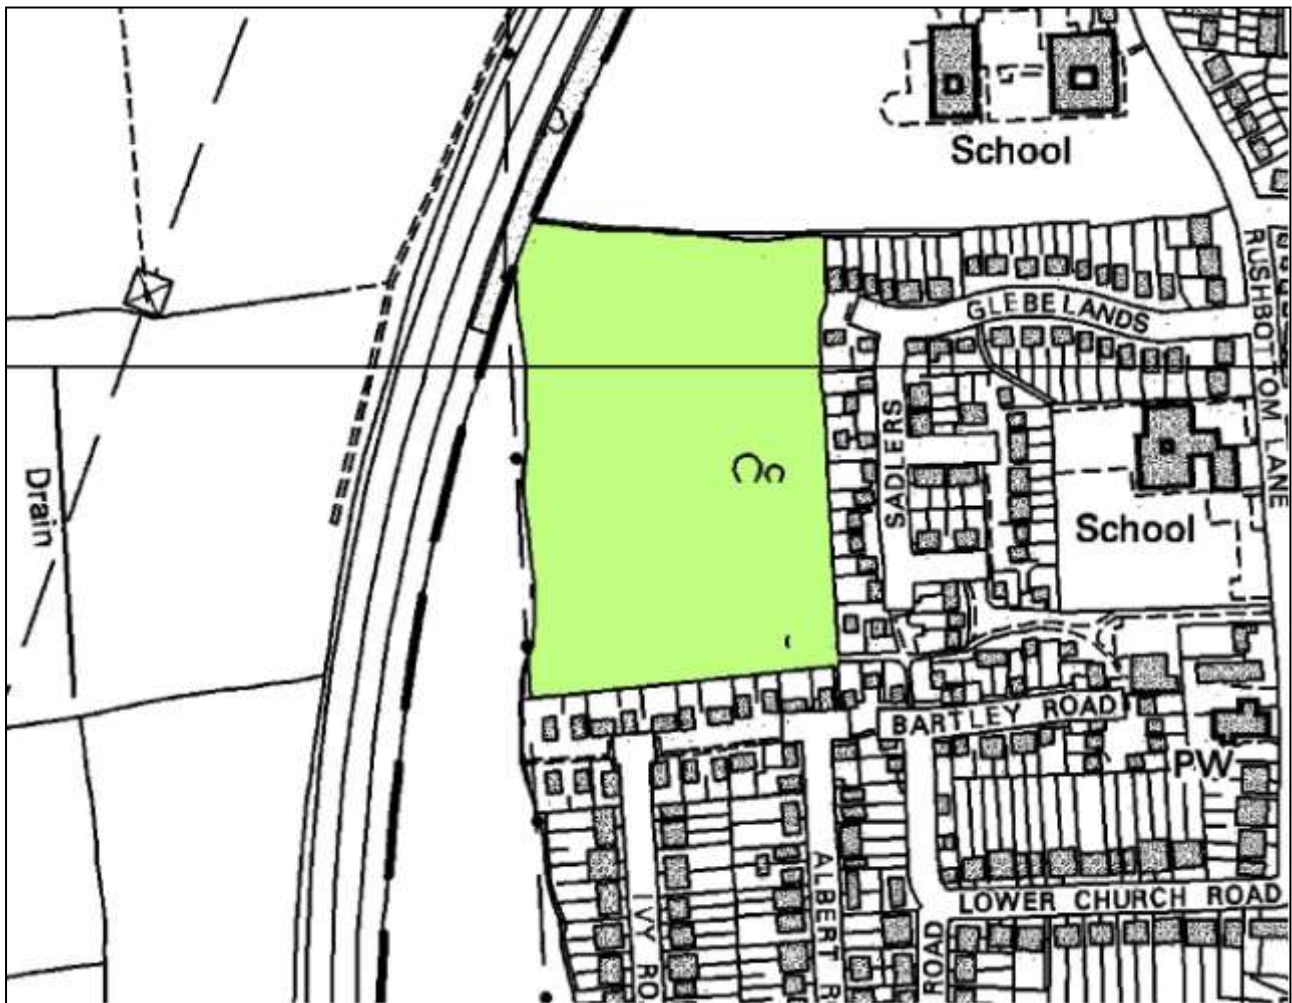 School
RUSHBOTTOM LANE
GLEBELANDS
SADLERS
Drain
School
BARTLEY ROAD
PW
ALBERT R
IVY RO
LOWER CHURCH ROAD
ROAD